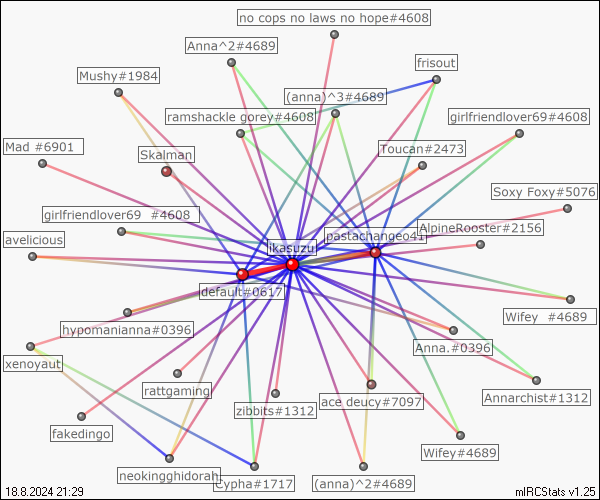 no cops no laws no hope#4608
Anna^2#4689
frisout
Mushy#1984
(anna)^3#4689
ramshackle gorey#4608
girlfriendlover69#4608
Mad #6901
Skalman
Toucan#2473
Soxy Foxy#5076
girlfriendlover69 #4608
AlpineRooster#2156
pastachangeo41
avelicious
ikasuzu
default#0617
Wifey #4689
hypomanianna#0396
Anna.#0396
xenoyaut
rattgaming
Annarchist#1312
ace deucy#7097
zibbits#1312
fakedingo
Wifey#4689
neokingghidorah
Cypha#1717
(anna)^2#4689
18.8.2024 21:29
mIRCStats v1.25